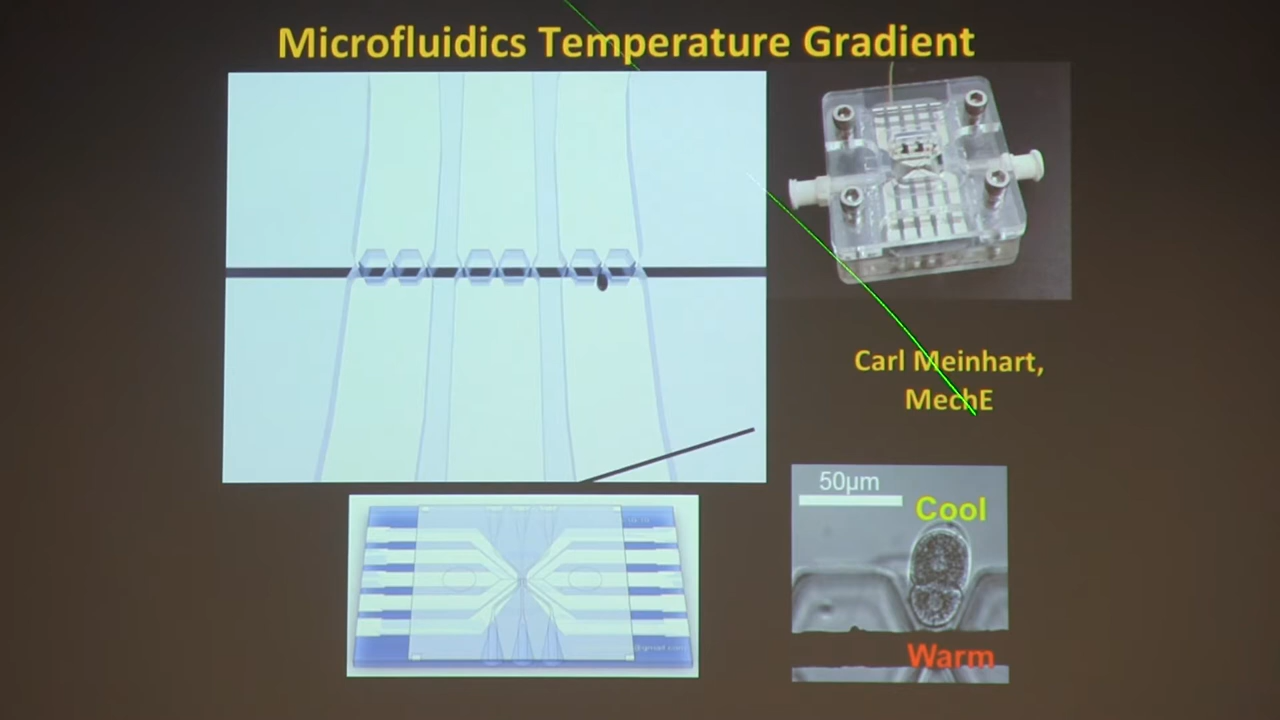 Microfluidics Temperature Gradient
Carl Meinhart,
MechE
50µm
Cool
Warm